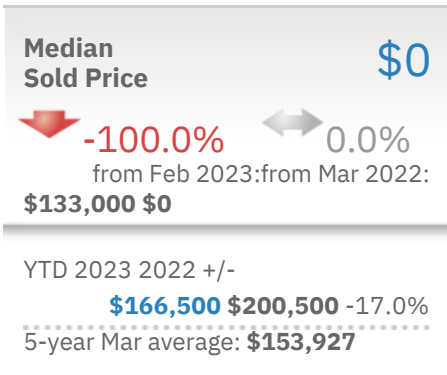 Median
Sold Price
$0
-100.0%
0.0%
from Feb 2023:from Mar 2022:
$133,000 $0
YTD 2023 2022 +/-
$166,500 $200,500 -17.0%
5-year Mar average: $153,927